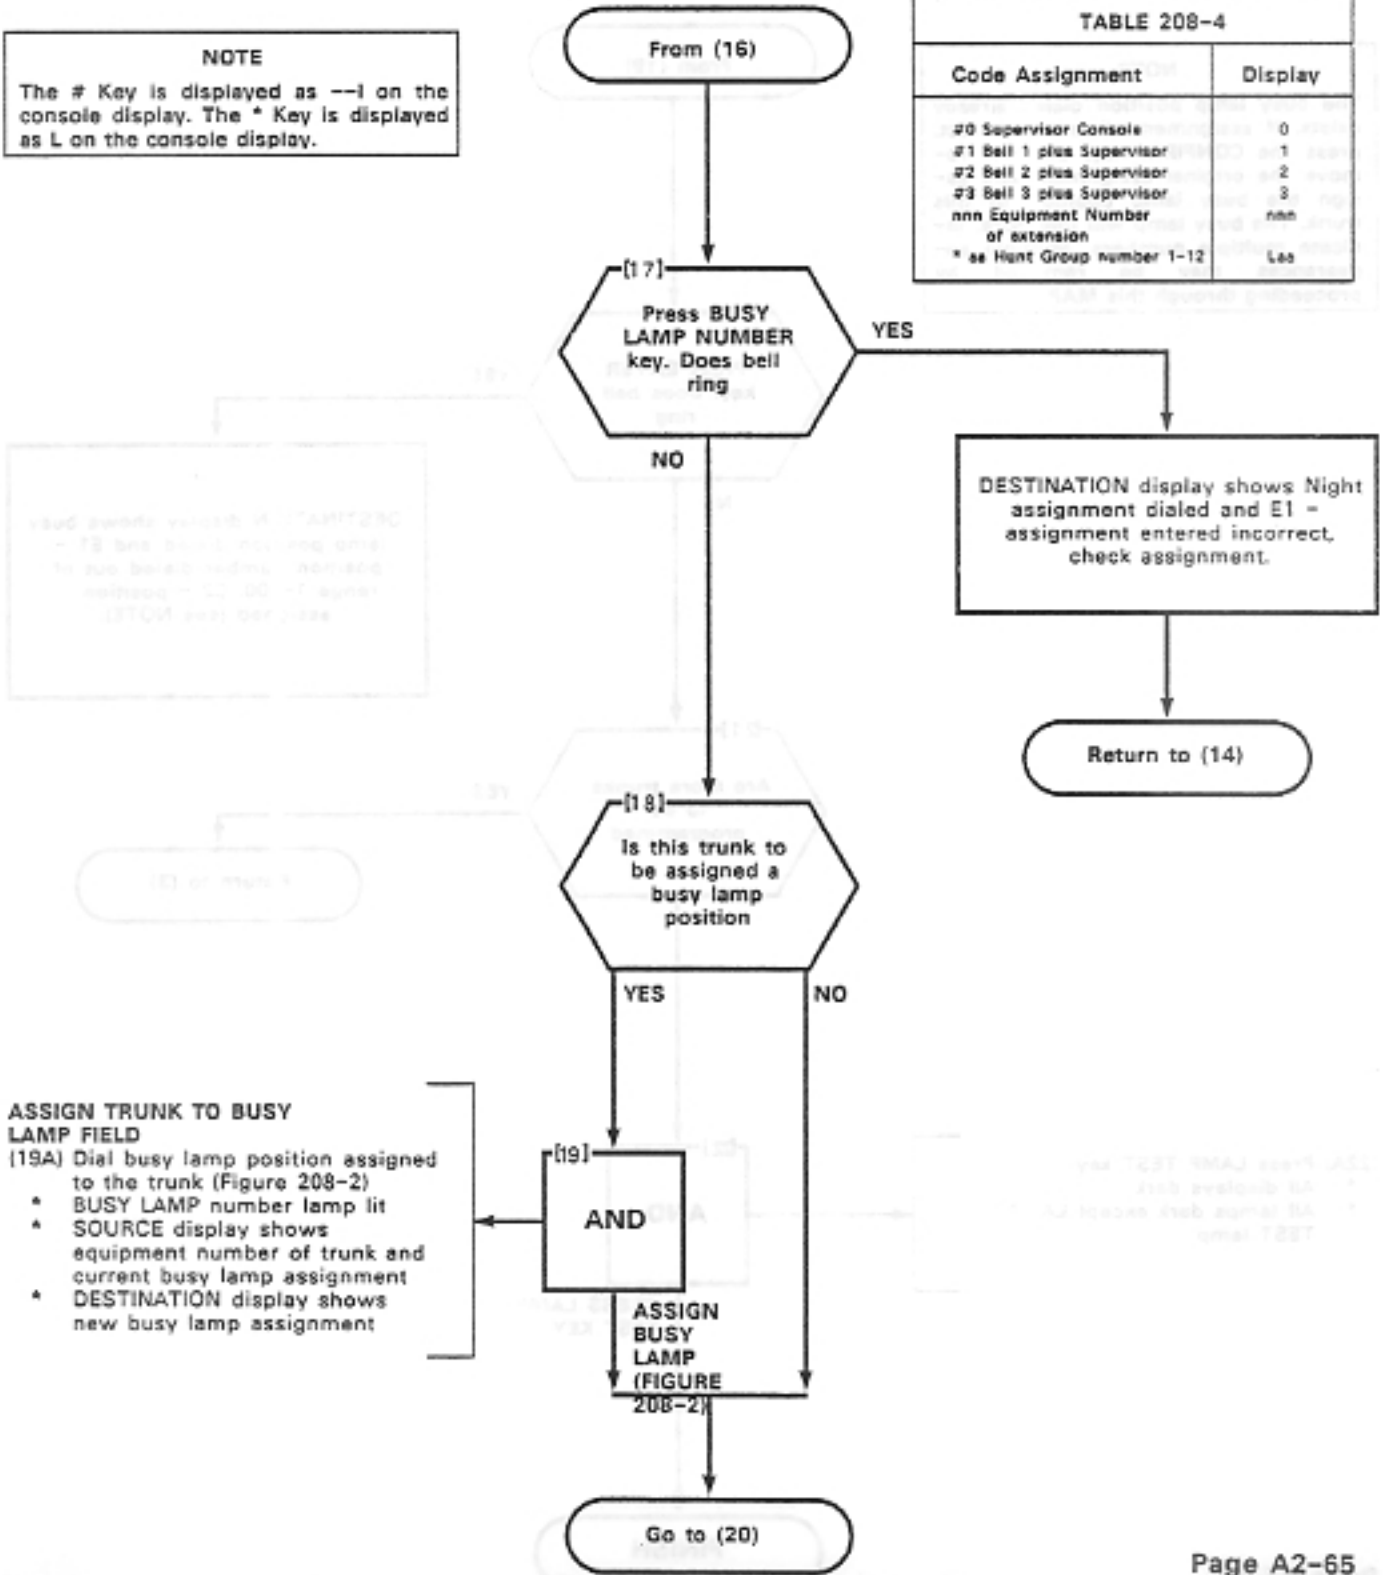 NOTE
The # Key is displayed as --I on the
console display. The * Key is displayed
as L on the console display.
From (16)
TABLE 208-4
Code Assignment Display
#0 Supervisor Console 0
#1 Bell 1 plus Supervisor 1
#2 Bell 2 plus Supervisor 2
#3 Bell 3 plus Supervisor 3
nnn Equipment Number nnn
of extension
* aa Hunt Group number 1-12 Laa
[17]
Press BUSY
LAMP NUMBER
key. Does bell
ring
YES
NO
DESTINATION display shows Night
assignment dialed and E1 -
assignment entered incorrect,
check assignment.
Return to (14)
[18]
Is this trunk to
be assigned a
busy lamp
position
YES
NO
ASSIGN TRUNK TO BUSY
LAMP FIELD
(19A) Dial busy lamp position assigned
to the trunk (Figure 208-2)
* BUSY LAMP number lamp lit
* SOURCE display shows
equipment number of trunk and
current busy lamp assignment
* DESTINATION display shows
new busy lamp assignment
[19]
AND
ASSIGN
BUSY
LAMP
(FIGURE
208-2)
Go to (20)
Page A2-65